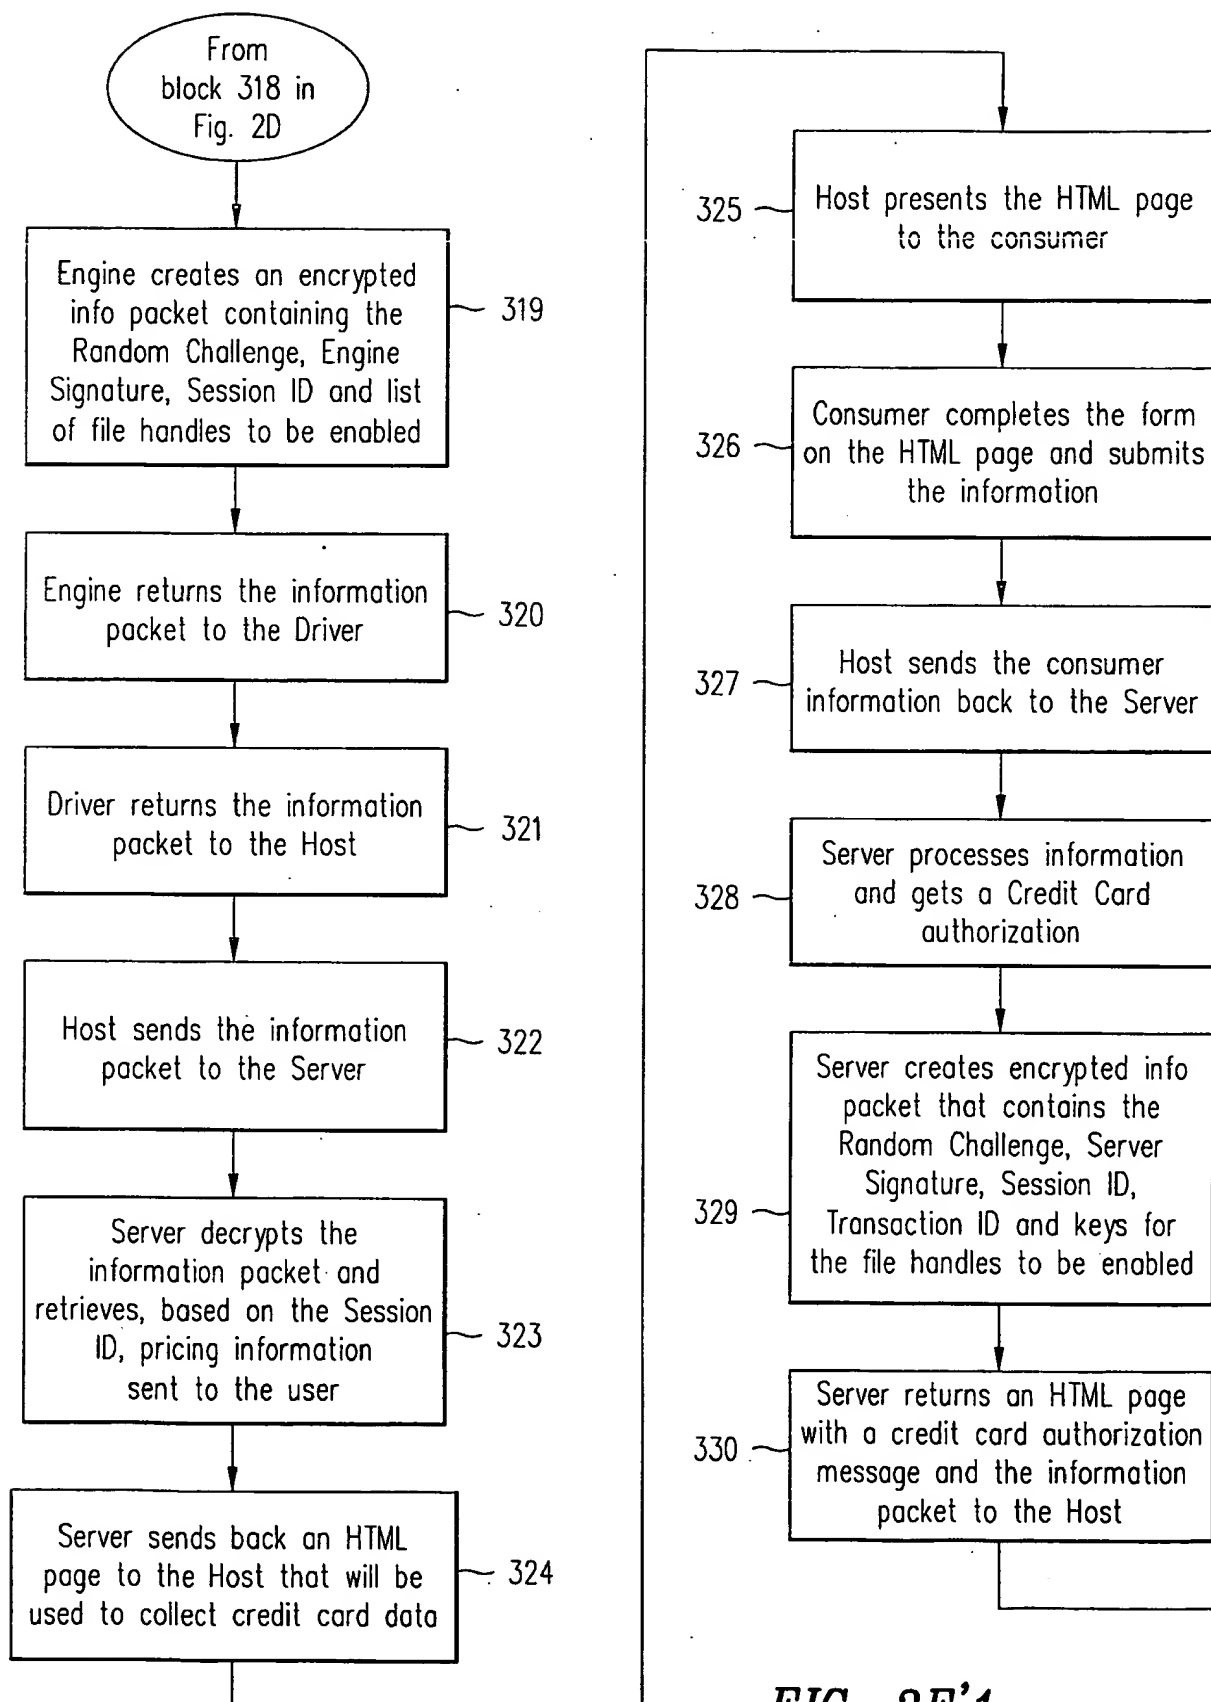 From
block 318 in
Fig. 2D
Engine creates an encrypted
info packet containing the
Random Challenge, Engine
Signature, Session ID and list
of file handles to be enabled
319
Engine returns the information
packet to the Driver
320
Driver returns the information
packet to the Host
321
Host sends the information
packet to the Server
322
Server decrypts the
information packet and
retrieves, based on the Session
ID, pricing information
sent to the user
323
Server sends back an HTML
page to the Host that will be
used to collect credit card data
324
Host presents the HTML page
to the consumer
325
Consumer completes the form
on the HTML page and submits
the information
326
Host sends the consumer
information back to the Server
327
Server processes information
and gets a Credit Card
authorization
328
Server creates encrypted info
packet that contains the
Random Challenge, Server
Signature, Session ID,
Transaction ID and keys for
the file handles to be enabled
329
Server returns an HTML page
with a credit card authorization
message and the information
packet to the Host
330